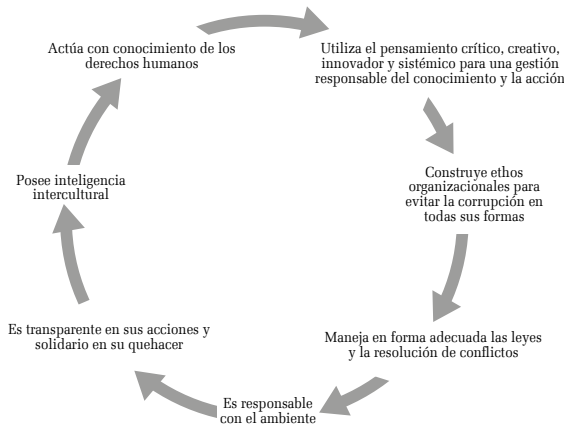 Actúa con conocimiento de los
derechos humanos
Utiliza el pensamiento crítico, creativo,
innovador y sistémico para una gestión
responsable del conocimiento y la acción
Construye ethos
organizacionales para
evitar la corrupción en
todas sus formas
Maneja en forma adecuada las leyes
y la resolución de conflictos
Es responsable
con el ambiente
Es transparente en sus acciones y
solidario en su quehacer
Posee inteligencia
intercultural